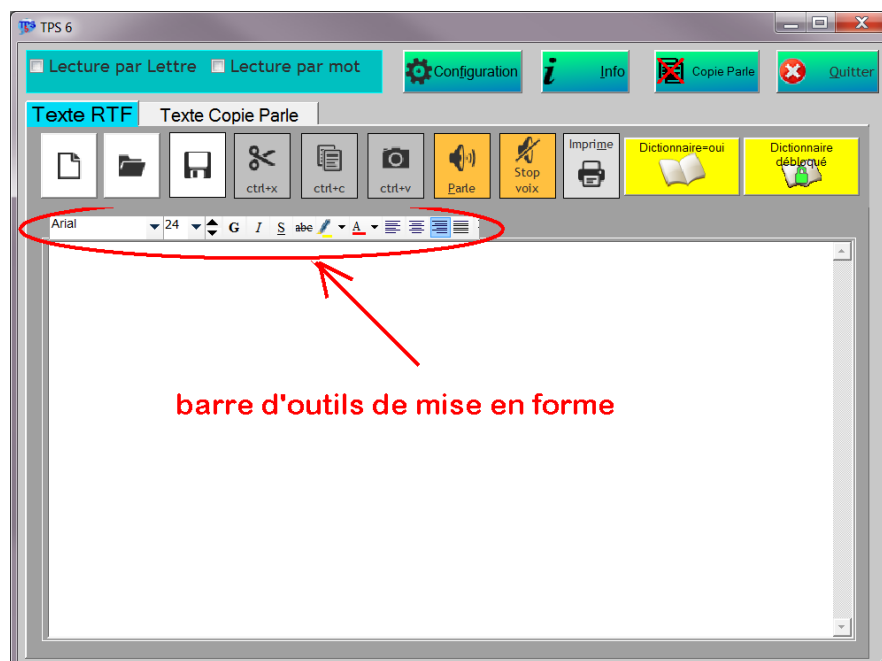 TPS 6
Lecture par Lettre Lecture par mot
Configuration
Info
Copie Parle
Quitter
Texte RTF Texte Copie Parle
ctrl+x
ctrl+c
ctrl+v
Parle
Stop
voix
Imprime
Dictionnaire=oui
Dictionnaire
débloqué
Arial 24 G I S abe A
barre d'outils de mise en forme